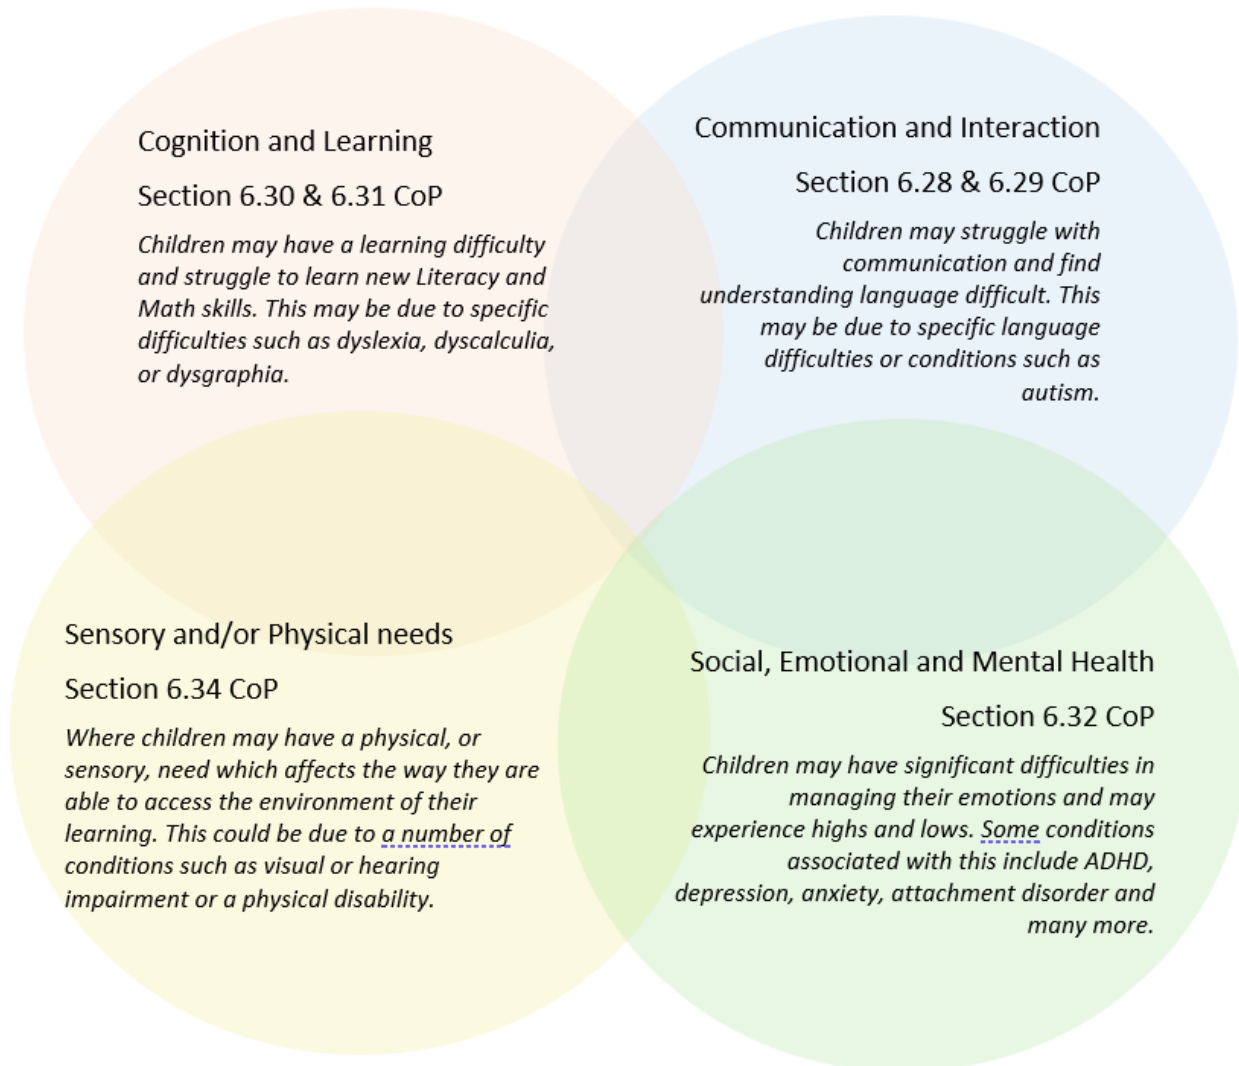 Cognition and Learning
Section 6.30 & 6.31 CoP
Children may have a learning difficulty
and struggle to learn new Literacy and
Math skills. This may be due to specific
difficulties such as dyslexia, dyscalculia,
or dysgraphia.
Communication and Interaction
Section 6.28 & 6.29 CoP
Children may struggle with
communication and find
understanding language difficult. This
may be due to specific language
difficulties or conditions such as
autism.
Sensory and/or Physical needs
Section 6.34 CoP
Where children may have a physical, or
sensory, need which affects the way they are
able to access the environment of their
learning. This could be due to a number of
conditions such as visual or hearing
impairment or a physical disability.
Social, Emotional and Mental Health
Section 6.32 CoP
Children may have significant difficulties in
managing their emotions and may
experience highs and lows. Some conditions
associated with this include ADHD,
depression, anxiety, attachment disorder and
many more.